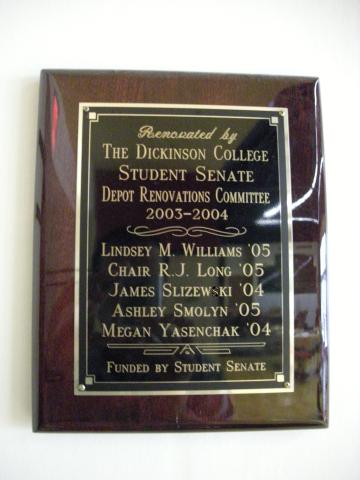 Renovated by
THE DICKINSON COLLEGE
STUDENT SENATE
DEPOT RENOVATIONS COMMITTEE
2003-2004
LINDSEY M. WILLIAMS '05
CHAIR R.J. LONG '05
JAMES SLIZEWSKI '04
ASHLEY SMOLYN '05
MEGAN YASENCHAK '04
FUNDED BY STUDENT SENATE